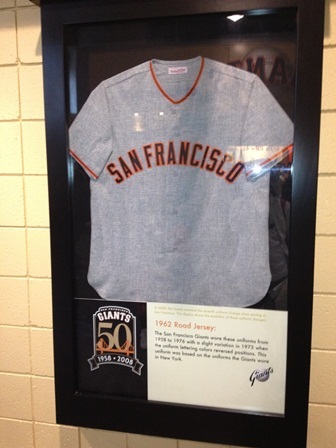 SAN FRANCISCO
SAN FRANCISCO
GIANTS
50
1958 • 2008
1962 Road Jersey:
The San Francisco Giants wore these uniforms from
1958 to 1976 with a slight variation in 1973 when
the uniform lettering colors reversed positions. This
uniform was based on the uniforms the Giants wore
in New York.
Giants